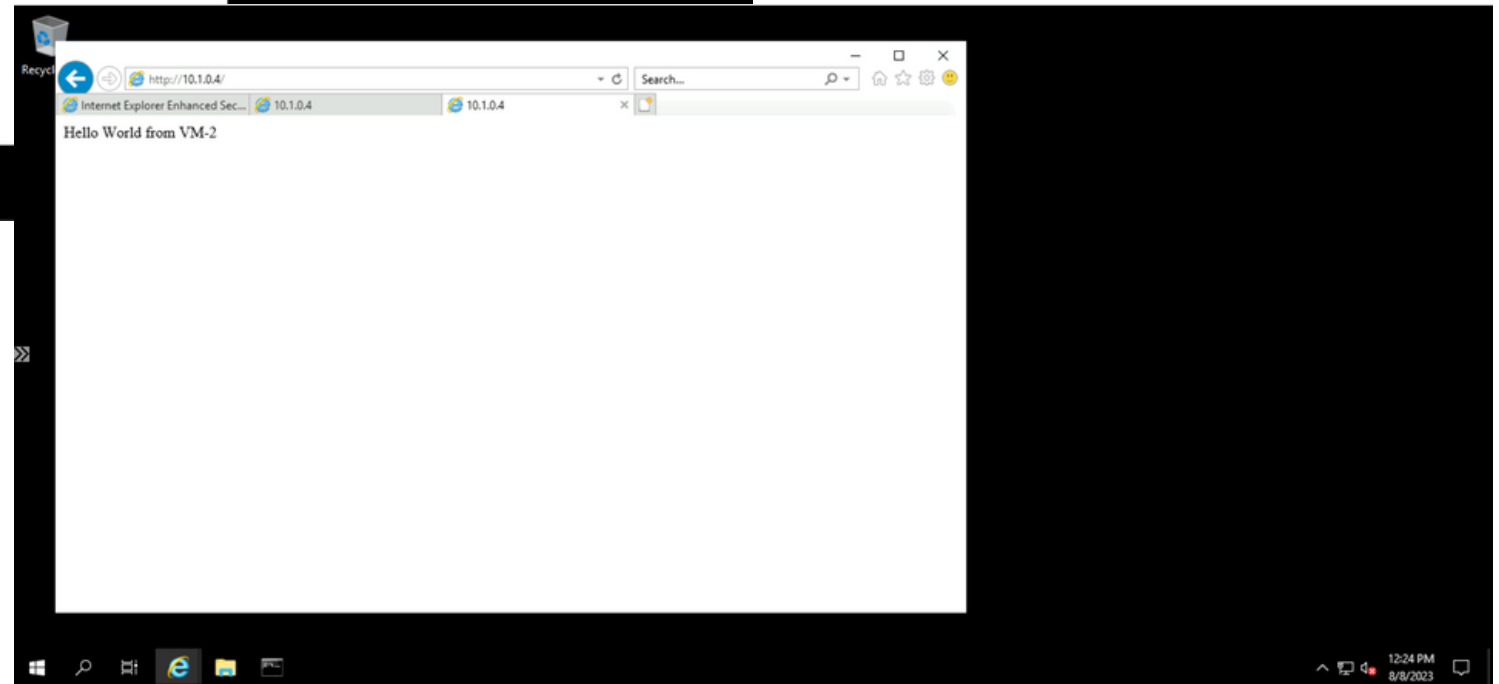 Recycl
http://10.1.0.4/
Search...
Internet Explorer Enhanced Sec...
10.1.0.4
10.1.0.4
Hello World from VM-2
12:24 PM
8/8/2023